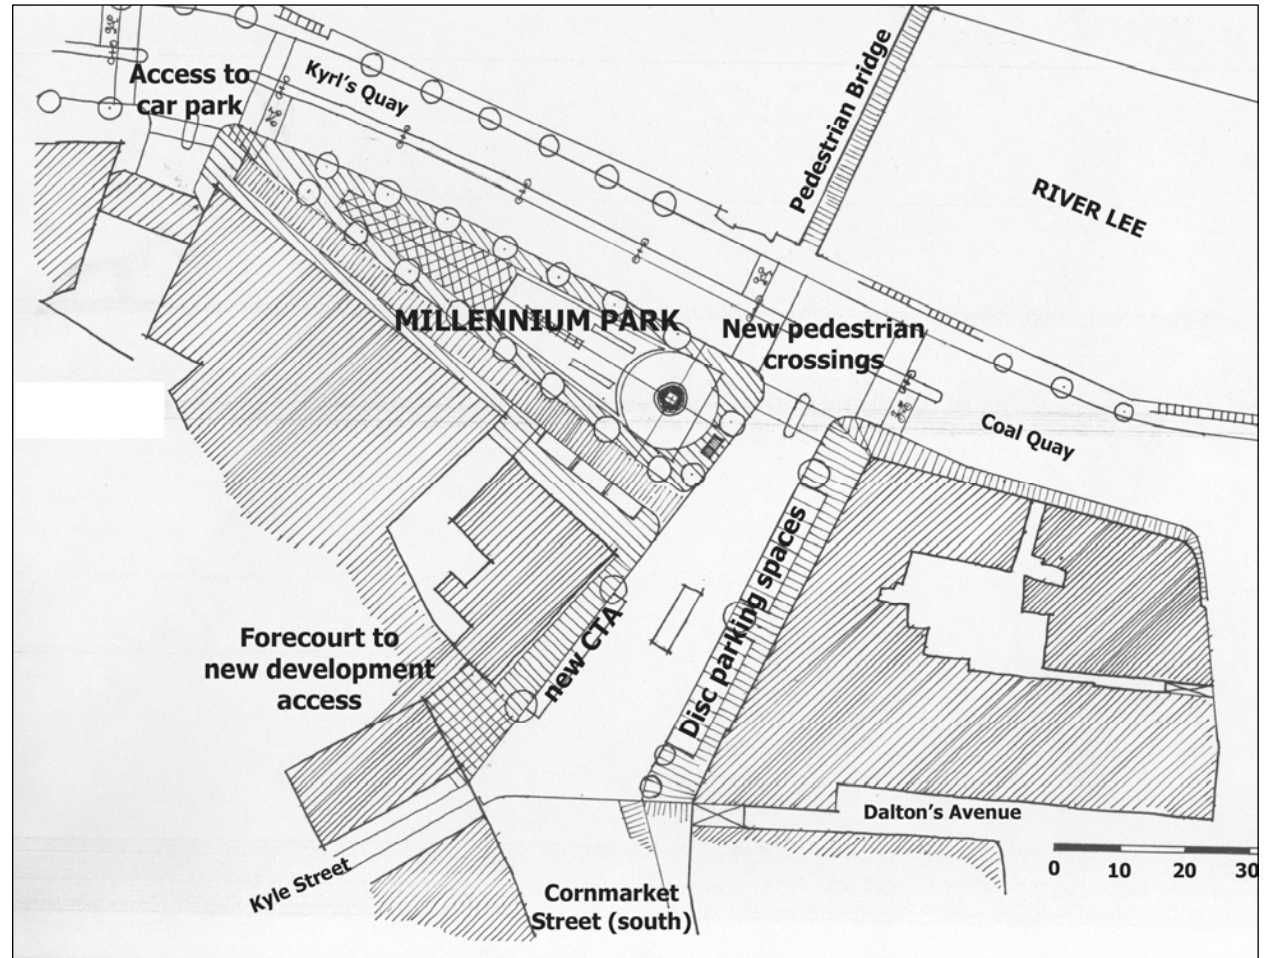 Access to
car park
Kyrl's Quay
Pedestrian Bridge
RIVER LEE
MILLENNIUM PARK
New pedestrian
crossings
Coal Quay
Disc parking spaces
new CTA
Forecourt to
new development
access
Dalton's Avenue
0 10 20 30
Kyle Street
Cornmarket
Street (south)